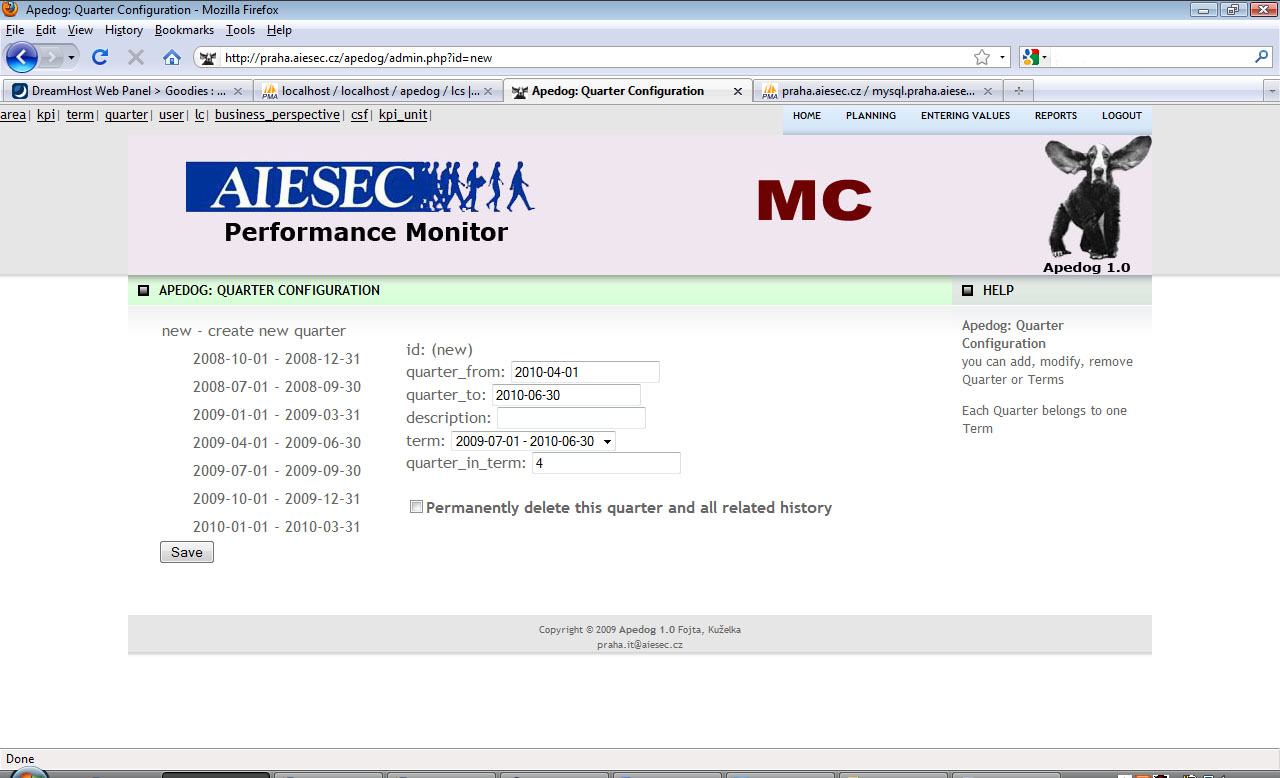 Apedog: Quarter Configuration - Mozilla Firefox
File Edit View History Bookmarks Tools Help
http://praha.aiesec.cz/apedog/admin.php?id=new
DreamHost Web Panel > Goodies : ...
localhost / localhost / apedog / lcs |...
Apedog: Quarter Configuration
praha.aiesec.cz / mysql.praha.aiese...
area| kpi| term| quarter| user| lc| business_perspective| csf| kpi_unit|
HOME PLANNING ENTERING VALUES REPORTS LOGOUT
AIESEC
Performance Monitor
MC
Apedog 1.0
APEDOG: QUARTER CONFIGURATION
new - create new quarter
2008-10-01 - 2008-12-31
2008-07-01 - 2008-09-30
2009-01-01 - 2009-03-31
2009-04-01 - 2009-06-30
2009-07-01 - 2009-09-30
2009-10-01 - 2009-12-31
2010-01-01 - 2010-03-31
Save
id: (new)
quarter_from: 2010-04-01
quarter_to: 2010-06-30
description:
term: 2009-07-01 - 2010-06-30
quarter_in_term: 4
Permanently delete this quarter and all related history
HELP
Apedog: Quarter
Configuration
you can add, modify, remove
Quarter or Terms
Each Quarter belongs to one
Term
Copyright © 2009 Apedog 1.0 Fojta, Kuželka
praha.it@aiesec.cz
Done